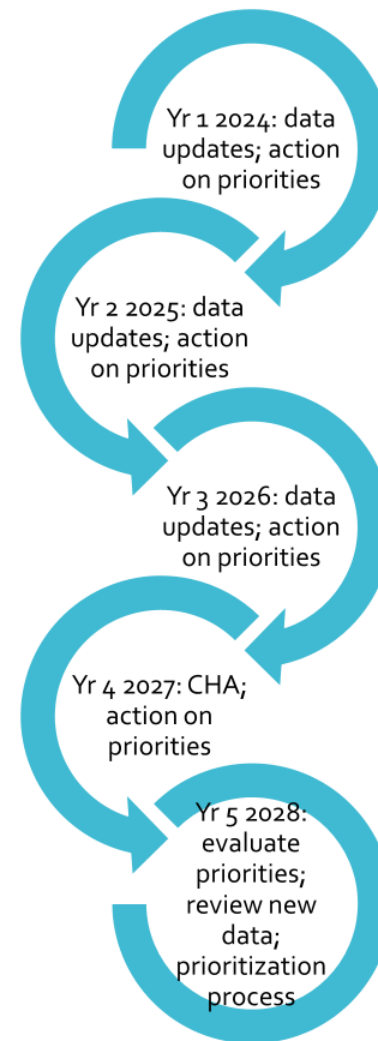 Yr 1 2024: data
updates; action
on priorities
Yr 2 2025: data
updates; action
on priorities
Yr 3 2026: data
updates; action
on priorities
Yr 4 2027: CHA;
action on
priorities
Yr 5 2028:
evaluate
priorities;
review new
data;
prioritization
process